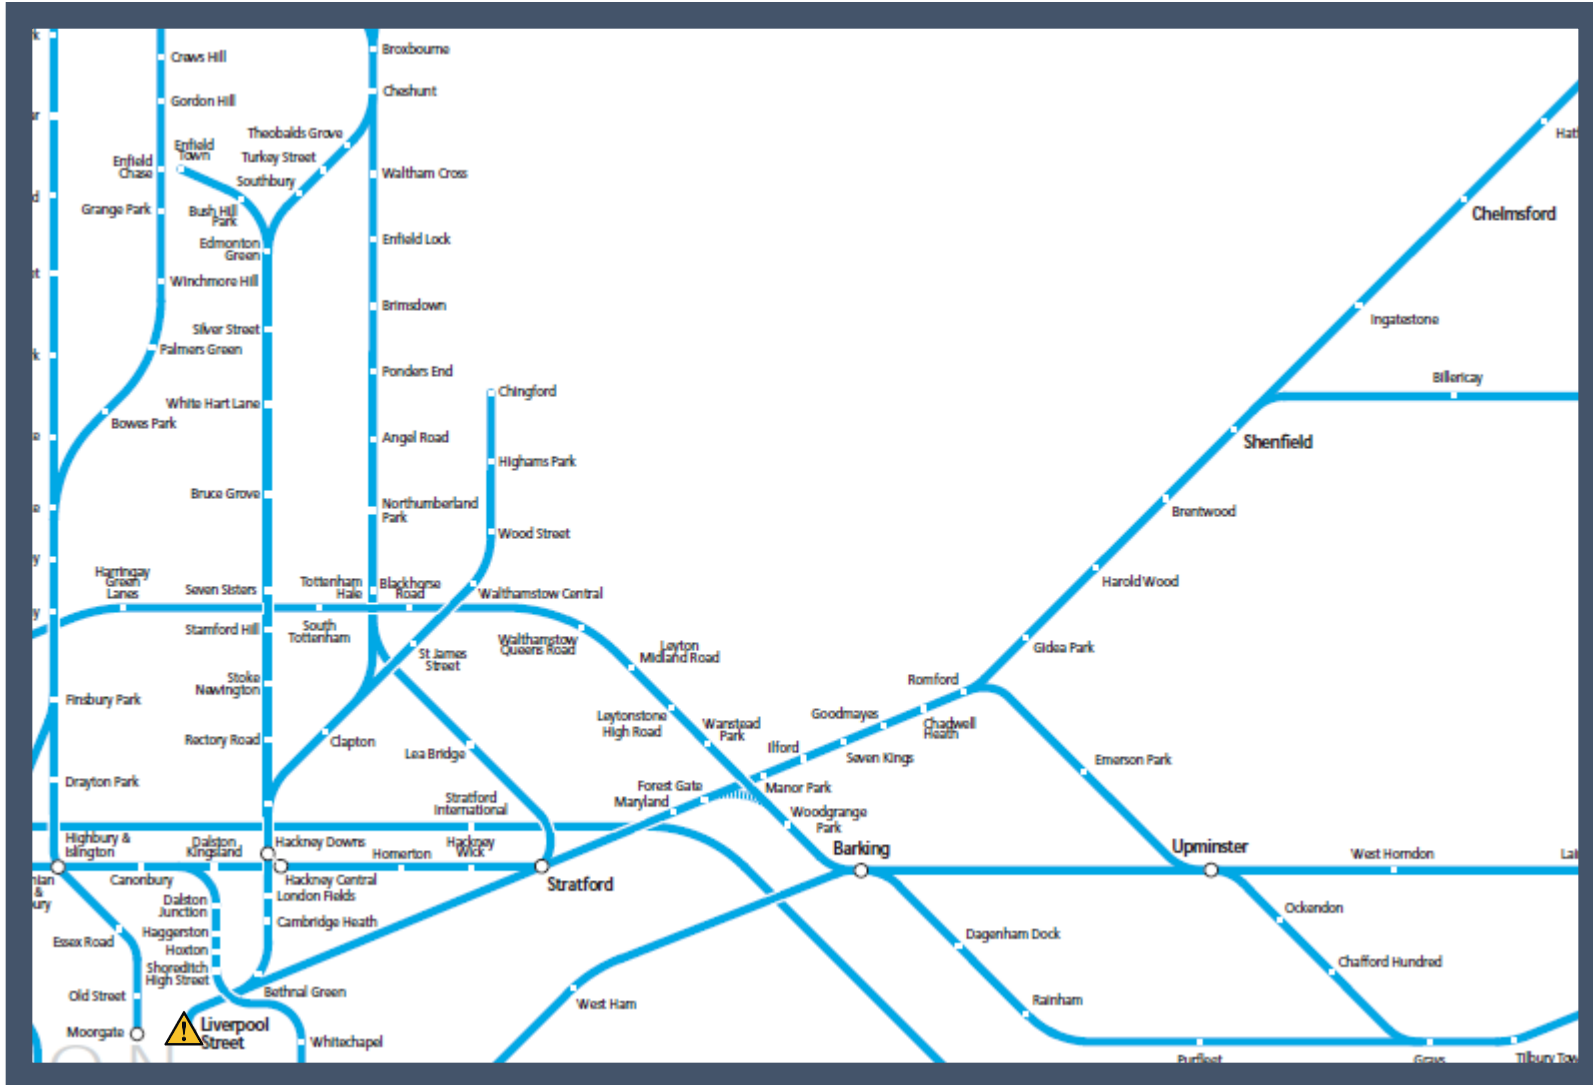 Crews Hill
Broxbourne
Gordon Hill
Cheshunt
Theobalds Grove
Enfield
Town
Turkey Street
Enfield
Chase
Southbury
Waltham Cross
Grange Park
Bush Hill
Park
Edmonton
Green
Enfield Lock
Winchmore Hill
Brimsdown
Silver Street
Palmers Green
Ponders End
White Hart Lane
Chingford
Bowes Park
Angel Road
Highams Park
Bruce Grove
Northumberland
Park
Wood Street
Harringay
Green
Lanes
Seven Sisters
Tottenham
Hale
Blackhorse
Road
Walthamstow Central
Stamford Hill
South
Tottenham
St James
Street
Walthamstow
Queens Road
Leyton
Midland Road
Stoke
Newington
Finsbury Park
Rectory Road
Clapton
Lea Bridge
Leytonstone
High Road
Wanstead
Park
Drayton Park
Stratford
International
Forest Gate
Maryland
Ilford
Manor Park
Woodgrange
Park
Goodmayes
Seven Kings
Chadwell
Heath
Romford
Gidea Park
Harold Wood
Brentwood
Shenfield
Billericay
Ingatestone
Chelmsford
Hat
Emerson Park
Highbury &
Islington
Dalston
Kingsland
Hackney Downs
Homerton
Hackney
Wick
Canonbury
Hackney Central
Stratford
Barking
Upminster
West Horndon
Lai
nian
&
ury
Dalston
Junction
London Fields
Cambridge Heath
Haggerston
Essex Road
Hoxton
Shoreditch
High Street
Old Street
Bethnal Green
Moorgate
Liverpool
Street
Whitechapel
West Ham
Dagenham Dock
Rainham
Ockendon
Chafford Hundred
Purfleet
Grays
Tilbury Tow
O N